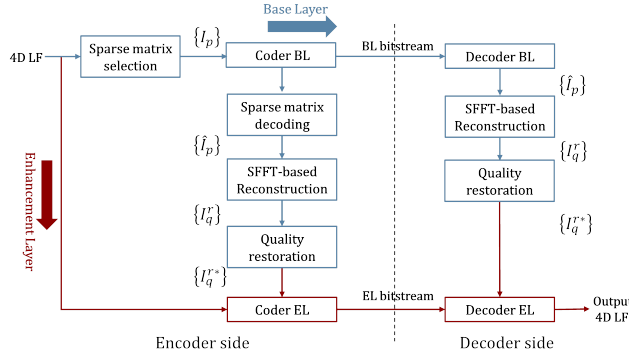 Base Layer
{I_p}
4D LF
Sparse matrix
selection
Coder BL
BL bitstream
Decoder BL
{Î_p}
Sparse matrix
decoding
SFFT-based
Reconstruction
{Î_p}
{I_q^r}
SFFT-based
Reconstruction
Quality
restoration
Enhancement Layer
{I_q^r}
Quality
restoration
{I_q^{r*}}
{I_q^{r*}}
Coder EL
EL bitstream
Decoder EL
Output
4D LF
Encoder side
Decoder side